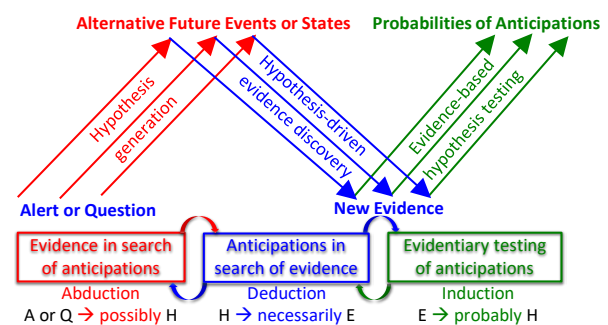 Alternative Future Events or States
Probabilities of Anticipations
Hypothesis
generation
Hypothesis-driven
evidence discovery
Evidence-based
hypothesis testing
Alert or Question
New Evidence
Evidence in search
of anticipations
Anticipations in
search of evidence
Evidentiary testing
of anticipations
Abduction
Deduction
Induction
A or Q → possibly H
H → necessarily E
E → probably H